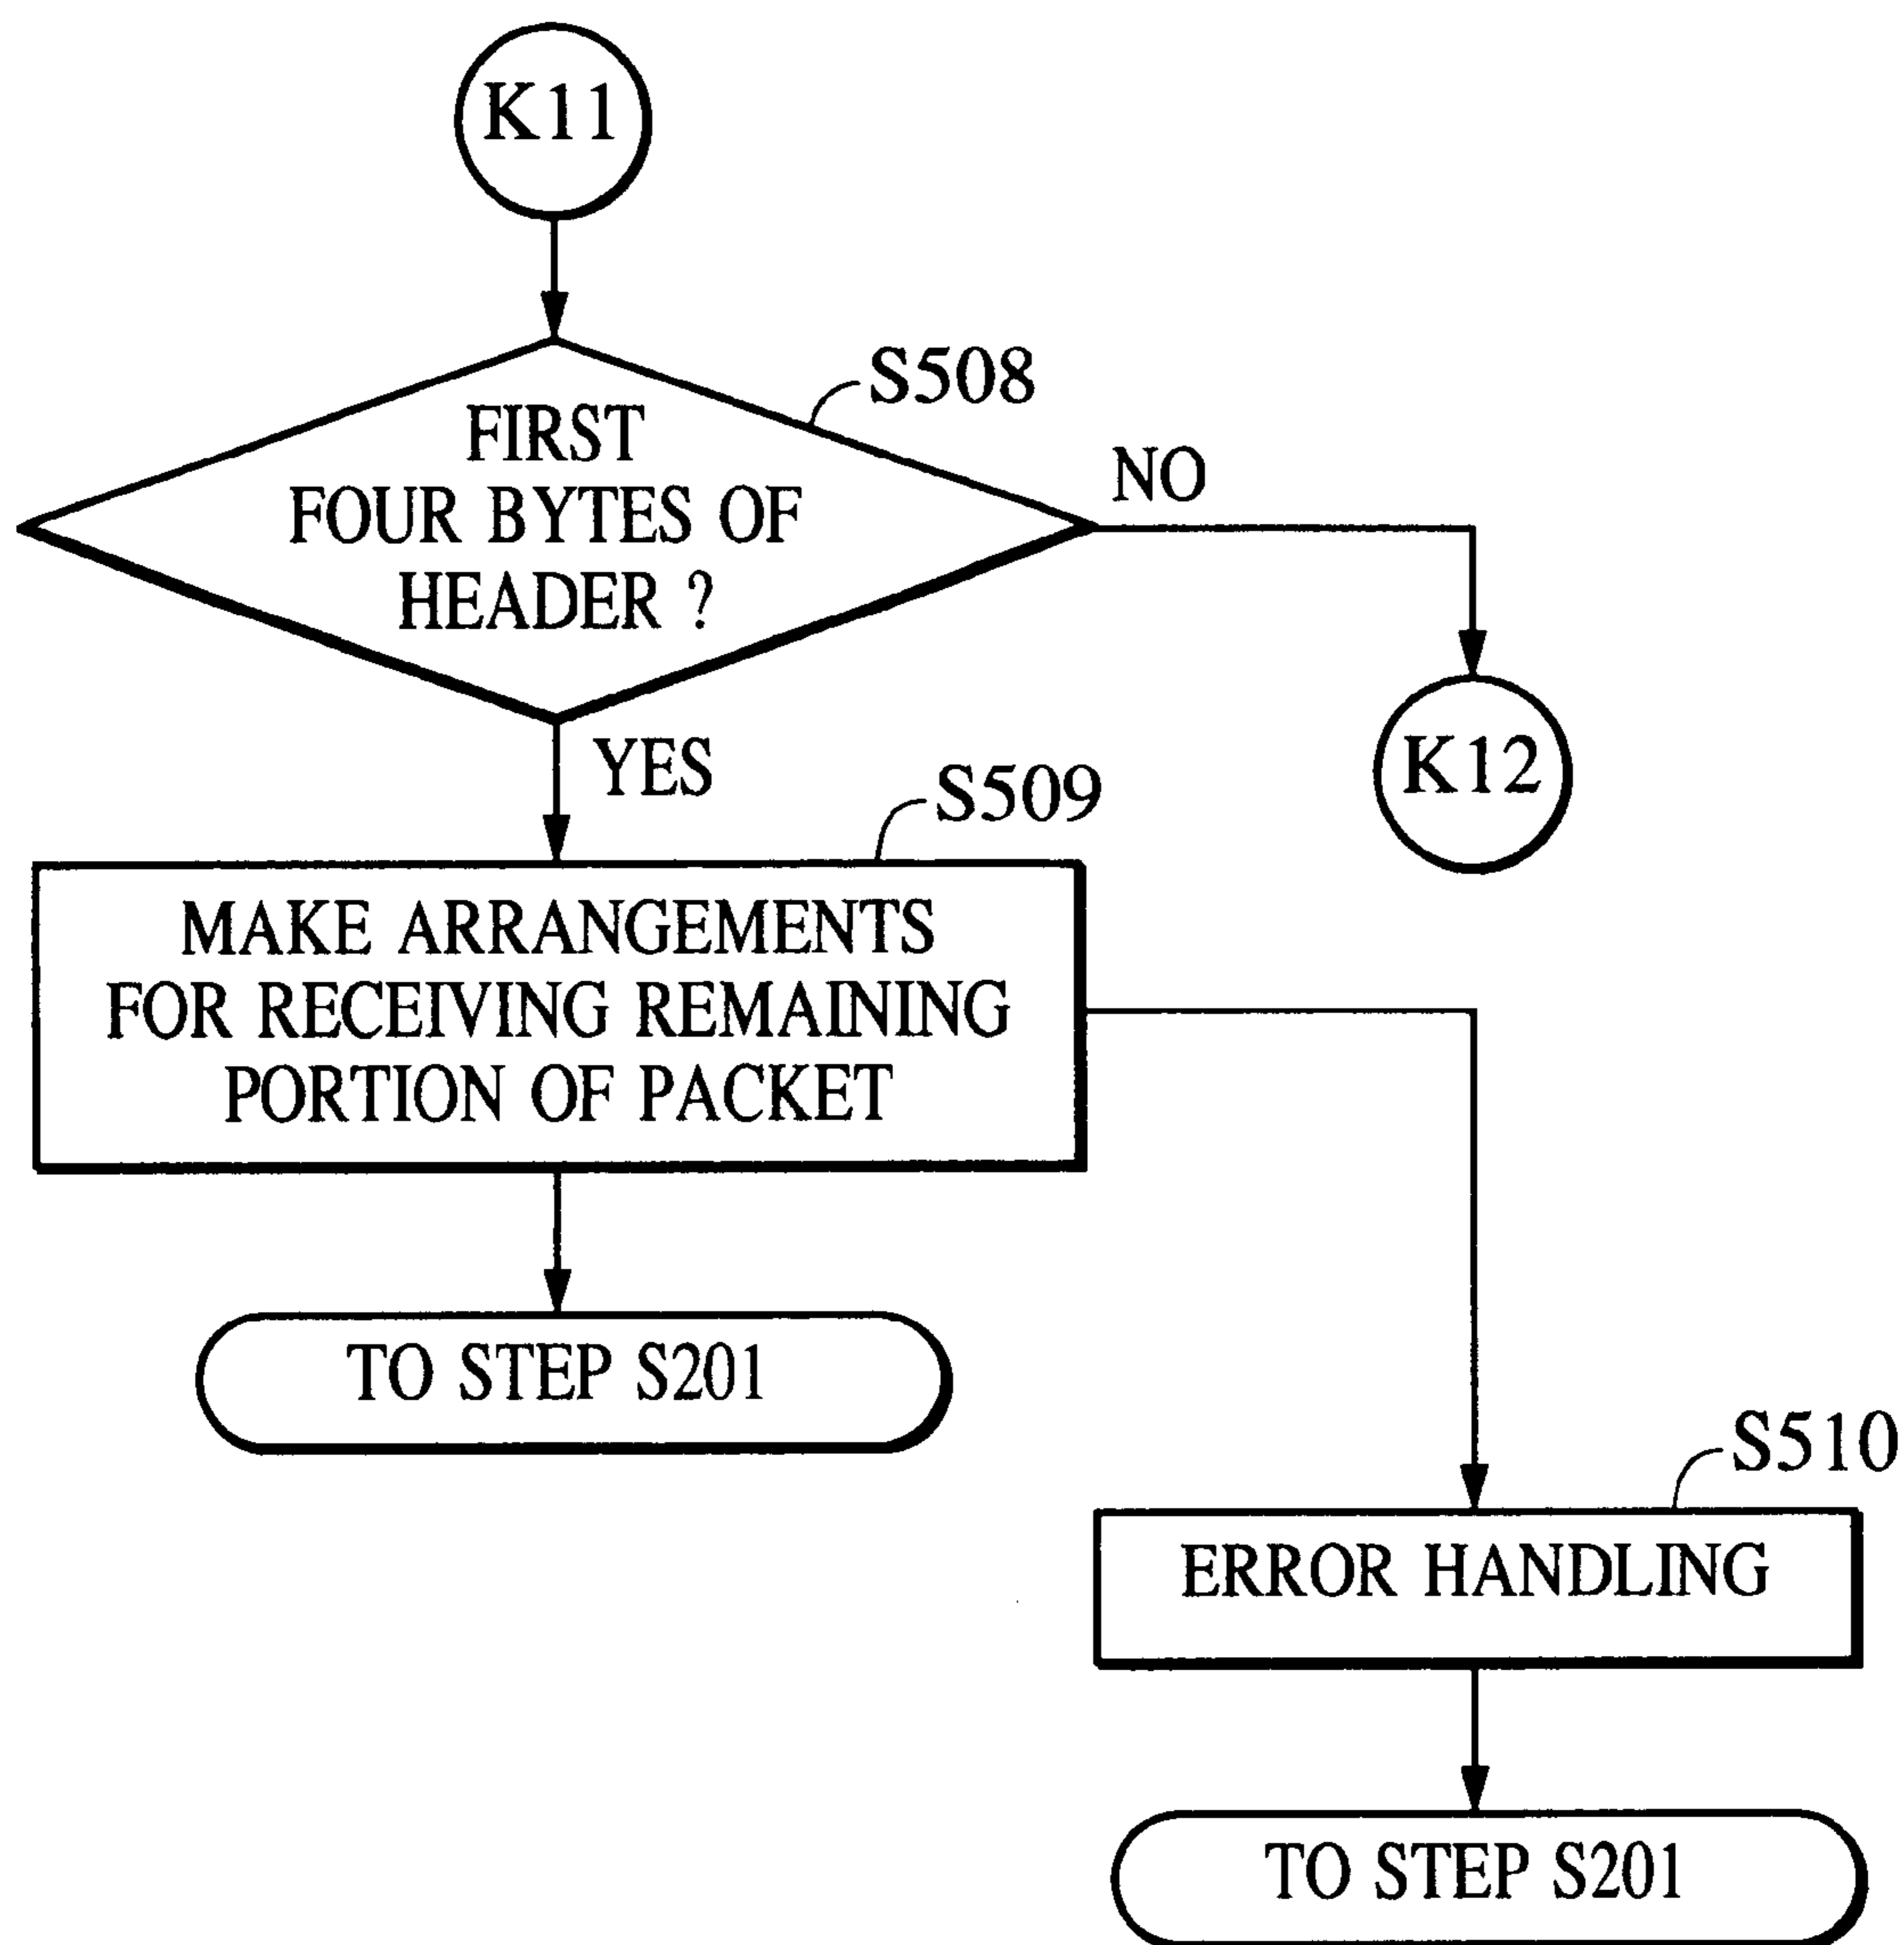 K11
S508
FIRST
FOUR BYTES OF
HEADER ?
NO
K12
YES
S509
MAKE ARRANGEMENTS
FOR RECEIVING REMAINING
PORTION OF PACKET
TO STEP S201
S510
ERROR HANDLING
TO STEP S201